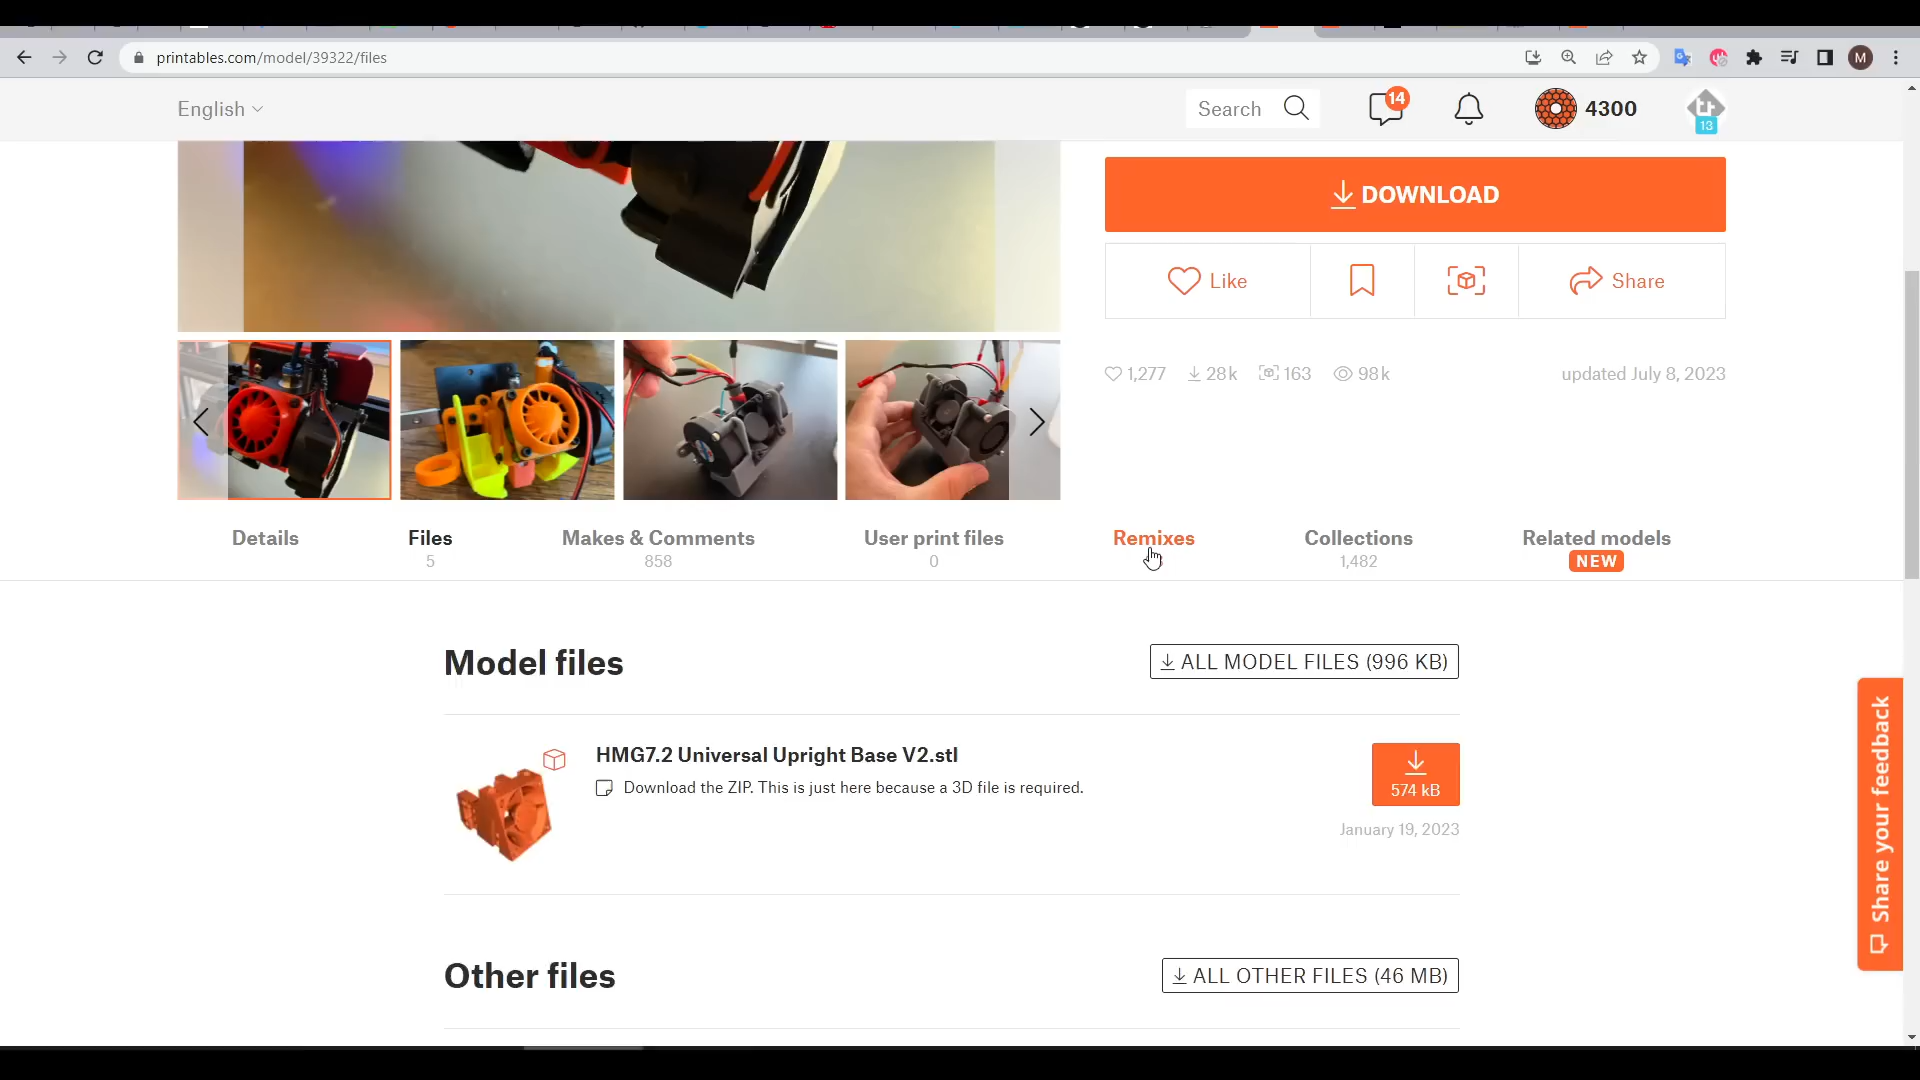 printables.com/model/39322/files
M
English
Search
14
4300
13
DOWNLOAD
Like
Share
1,277
28k
163
98k
updated July 8, 2023
Details
Files
Makes & Comments
User print files
Remixes
Collections
Related models
5
858
0
1,482
NEW
Model files
ALL MODEL FILES (996 KB)
HMG7.2 Universal Upright Base V2.stl
Download the ZIP. This is just here because a 3D file is required.
574 kB
January 19, 2023
Other files
ALL OTHER FILES (46 MB)
Share your feedback